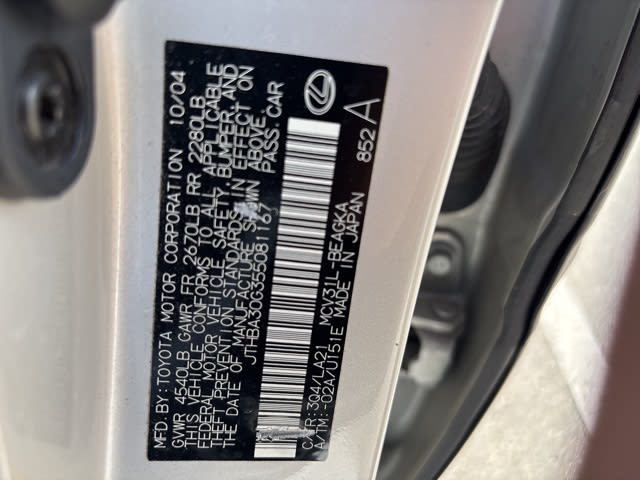 MFD.BY:TOYOTA MOTOR CORPORATION 10/04
GVWR 4540LB GAWR FR 2670LB RR 2280LB
THIS VEHICLE CONFORMS TO ALL APPLICABLE
FEDERAL MOTOR VEHICLE SAFETY, BUMPER, AND
THEFT PREVENTION STANDARDS IN EFFECT
ON THE DATE OF MANUFACTURE SHOWN ABOVE.
JTHBA30G355081167 PASS.CAR
C/TR:3Q4/LA21 MCV31L-BEAGKA
A/TM:-02A/U151E MADE IN JAPAN
852 A